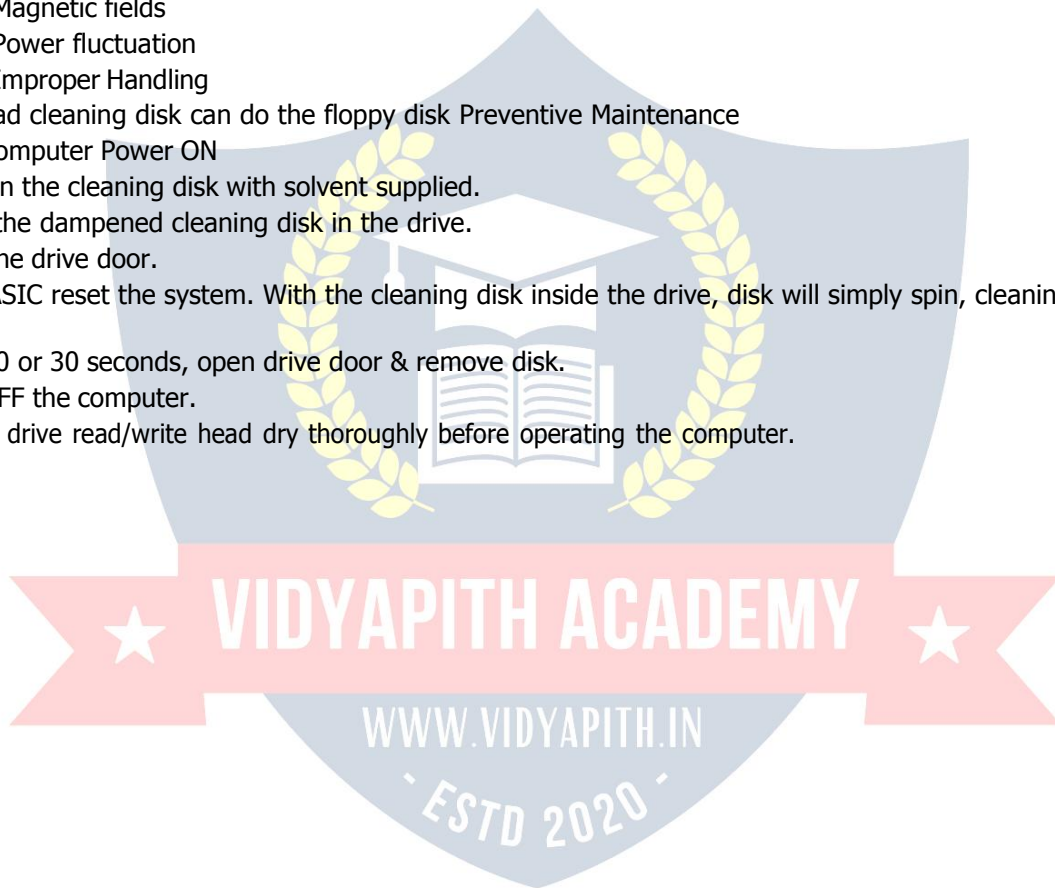 Magnetic fields
Power fluctuation
Improper Handling
ad cleaning disk can do the floppy disk Preventive Maintenance
omputer Power ON
n the cleaning disk with solvent supplied.
the dampened cleaning disk in the drive.
he drive door.
ASIC reset the system. With the cleaning disk inside the drive, disk will simply spin, cleanin
0 or 30 seconds, open drive door & remove disk.
FF the computer.
drive read/write head dry thoroughly before operating the computer.
VIDYAPITH ACADEMY
WWW.VIDYAPITH.IN
- ESTD 2020 -